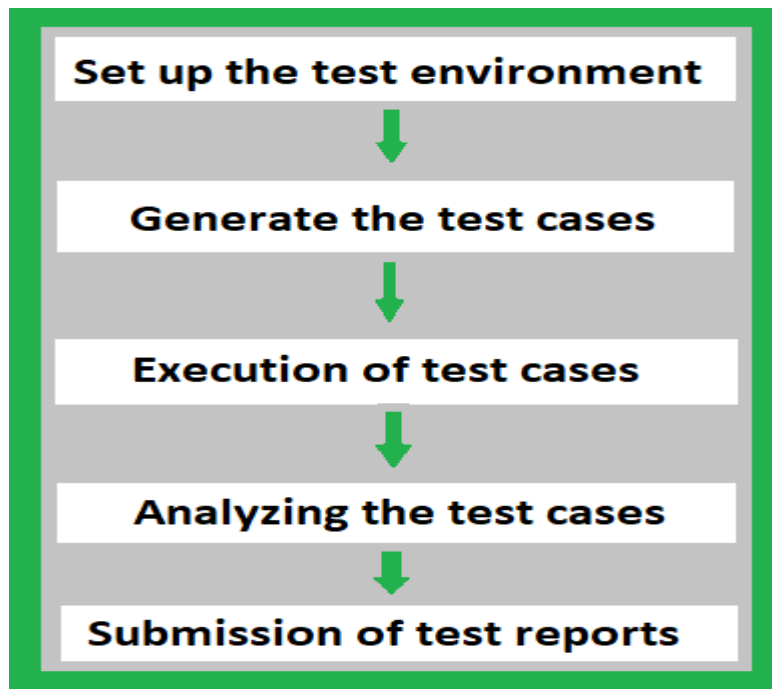 Set up the test environment
Generate the test cases
Execution of test cases
Analyzing the test cases
Submission of test reports